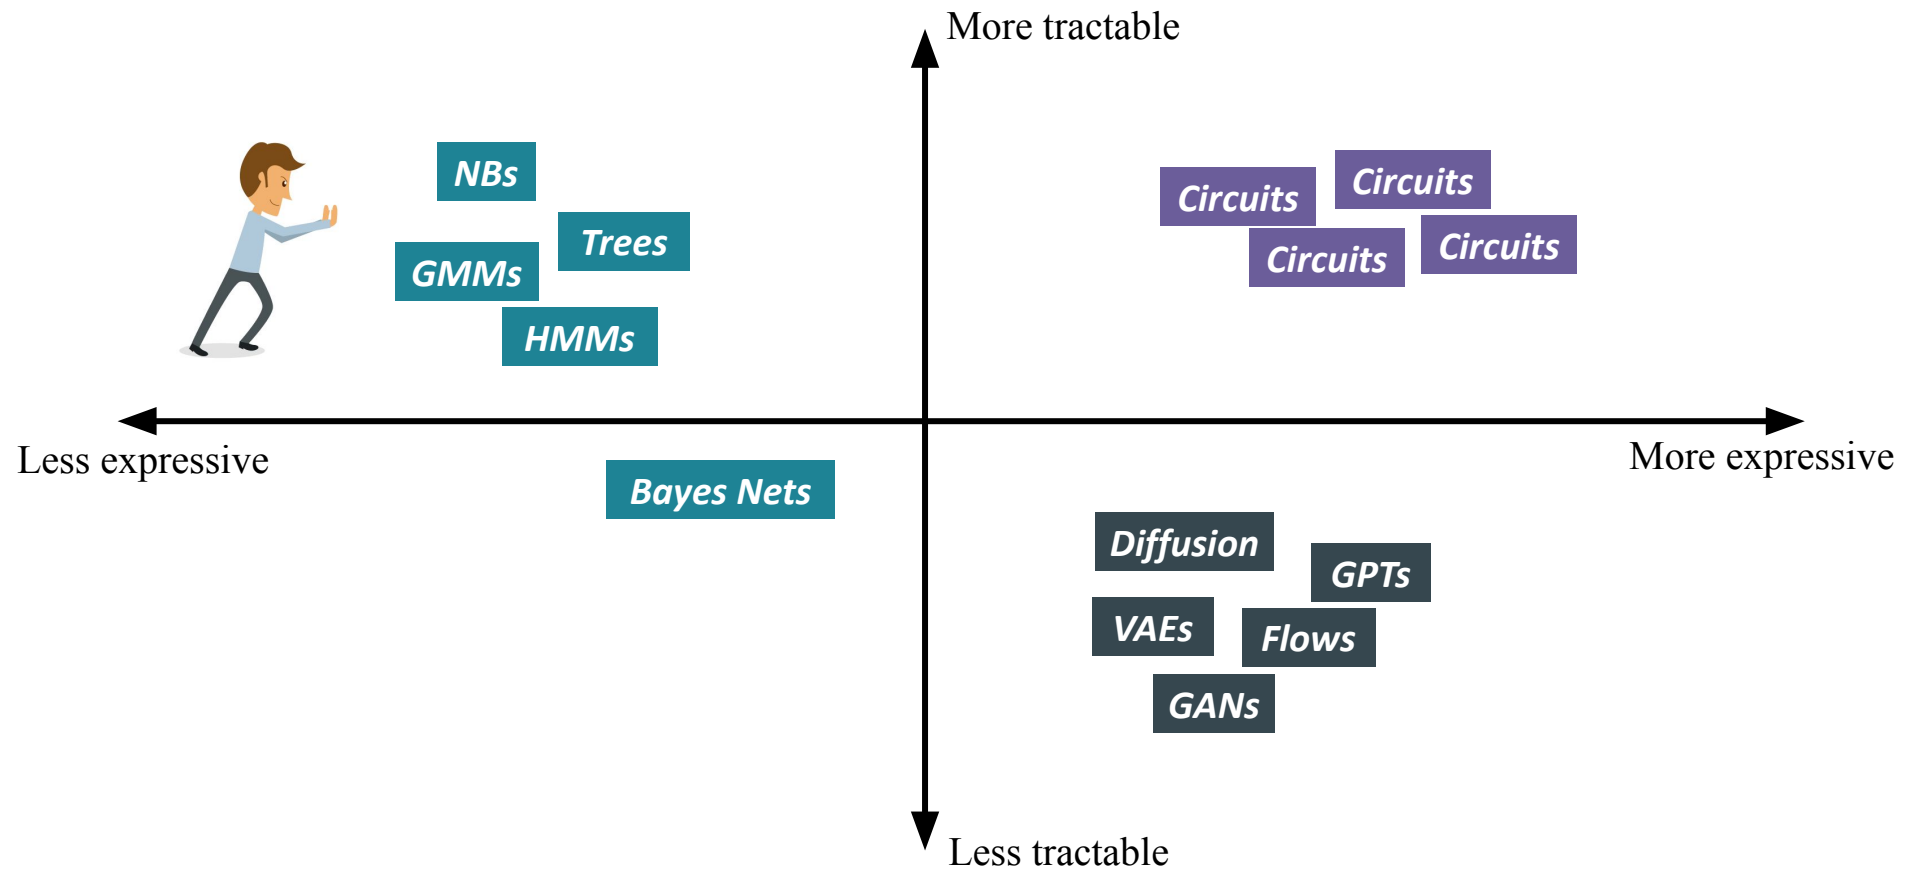 More tractable
NBs
Trees
GMMs
HMMs
Circuits
Circuits
Circuits
Circuits
Less expressive
More expressive
Bayes Nets
Diffusion
GPTs
VAEs
Flows
GANs
Less tractable